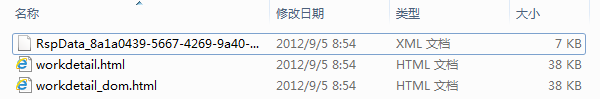 名称 修改日期 类型 大小
RspData_8a1a0439-5667-4269-9a40-... 2012/9/5 8:54 XML 文档 7 KB
workdetail.html 2012/9/5 8:54 HTML 文档 38 KB
workdetail_dom.html 2012/9/5 8:54 HTML 文档 38 KB